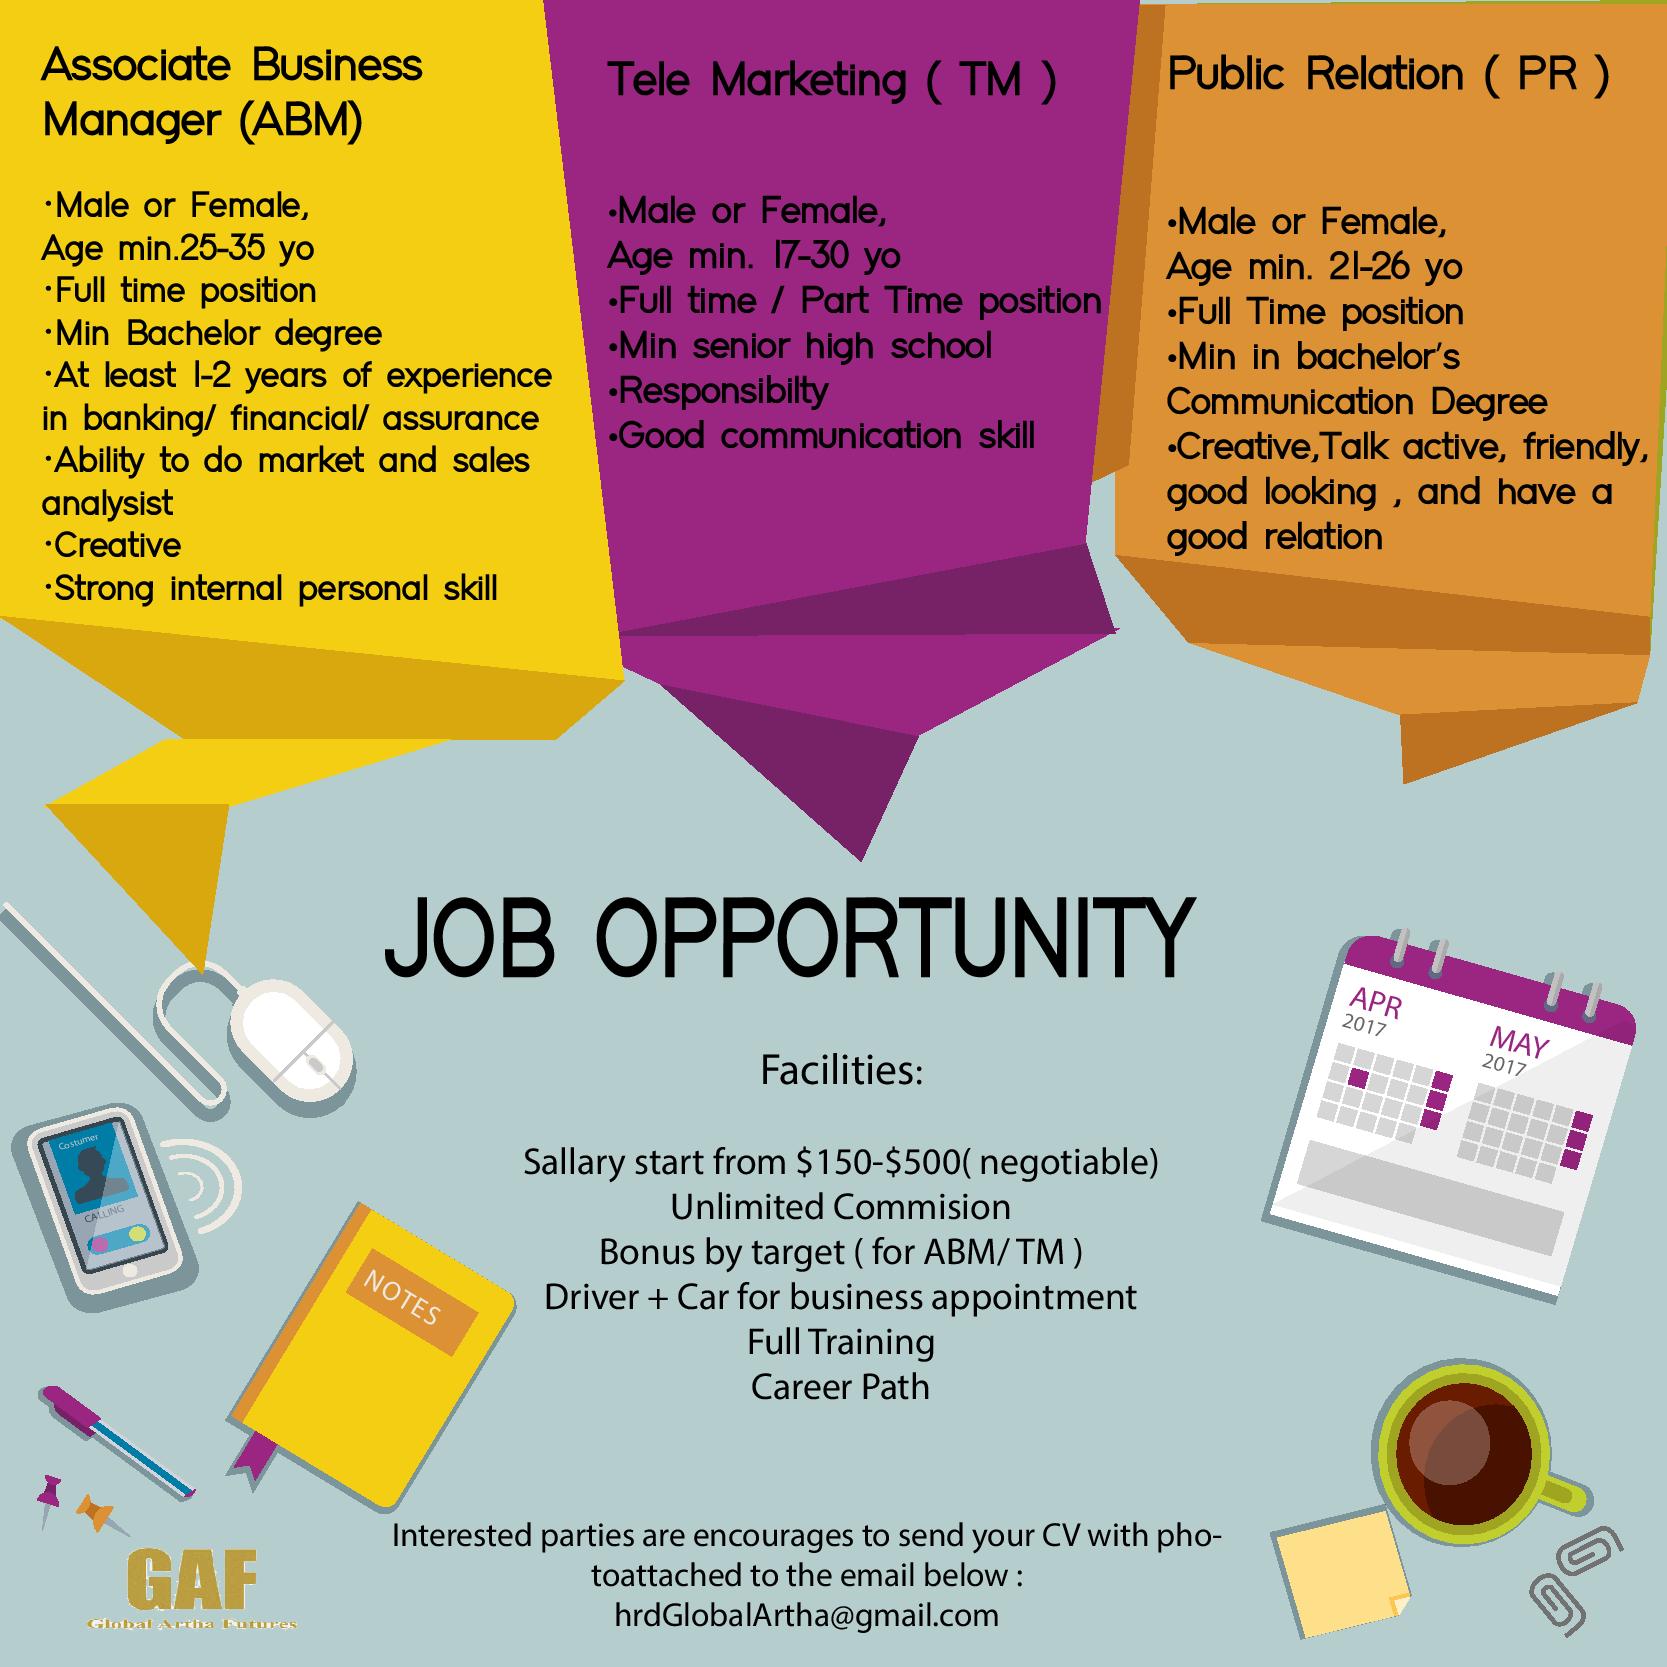 Associate Business
Manager (ABM)
·Male or Female,
Age min.25-35 yo
·Full time position
·Min Bachelor degree
·At least 1-2 years of experience
in banking/ financial/ assurance
·Ability to do market and sales
analysist
·Creative
·Strong internal personal skill
Tele Marketing ( TM )
•Male or Female,
Age min. 17-30 yo
•Full time / Part Time position
•Min senior high school
•Responsibilty
•Good communication skill
Public Relation ( PR )
•Male or Female,
Age min. 21-26 yo
•Full Time position
•Min in bachelor's
Communication Degree
•Creative,Talk active, friendly,
good looking , and have a
good relation
JOB OPPORTUNITY
Facilities:
Sallary start from $150-$500( negotiable)
Unlimited Commision
Bonus by target ( for ABM/ TM )
Driver + Car for business appointment
Full Training
Career Path
APR
2017
MAY
2017
Costumer
CALLING
NOTES
Interested parties are encourages to send your CV with pho-
toattached to the email below :
hrdGlobalArtha@gmail.com
GAF
Global Artha Futures